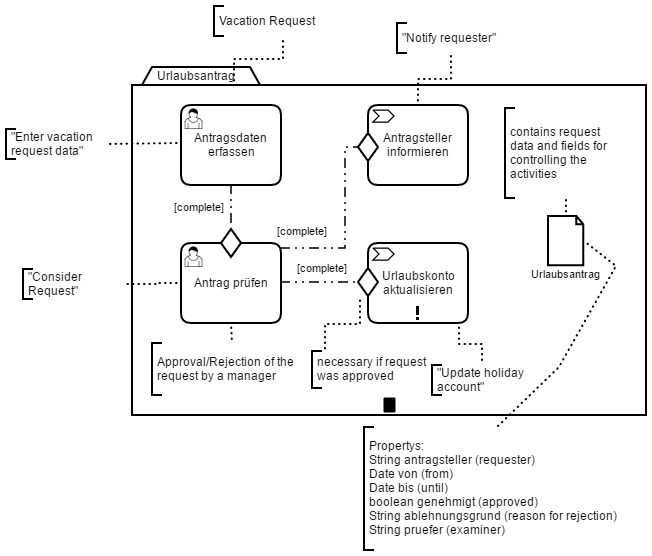 Vacation Request
"Notify requester"
Urlaubsantrag
"Enter vacation
request data"
Antragsdaten
erfassen
Antragsteller
informieren
contains request
data and fields for
controlling the
activities
[complete]
[complete]
[complete]
"Consider
Request"
Antrag prüfen
Urlaubskonto
aktualisieren
!
Urlaubsantrag
Approval/Rejection of the
request by a manager
necessary if request
was approved
"Update holiday
account"
Propertys:
String antragsteller (requester)
Date von (from)
Date bis (until)
boolean genehmigt (approved)
String ablehnungsgrund (reason for rejection)
String pruefer (examiner)